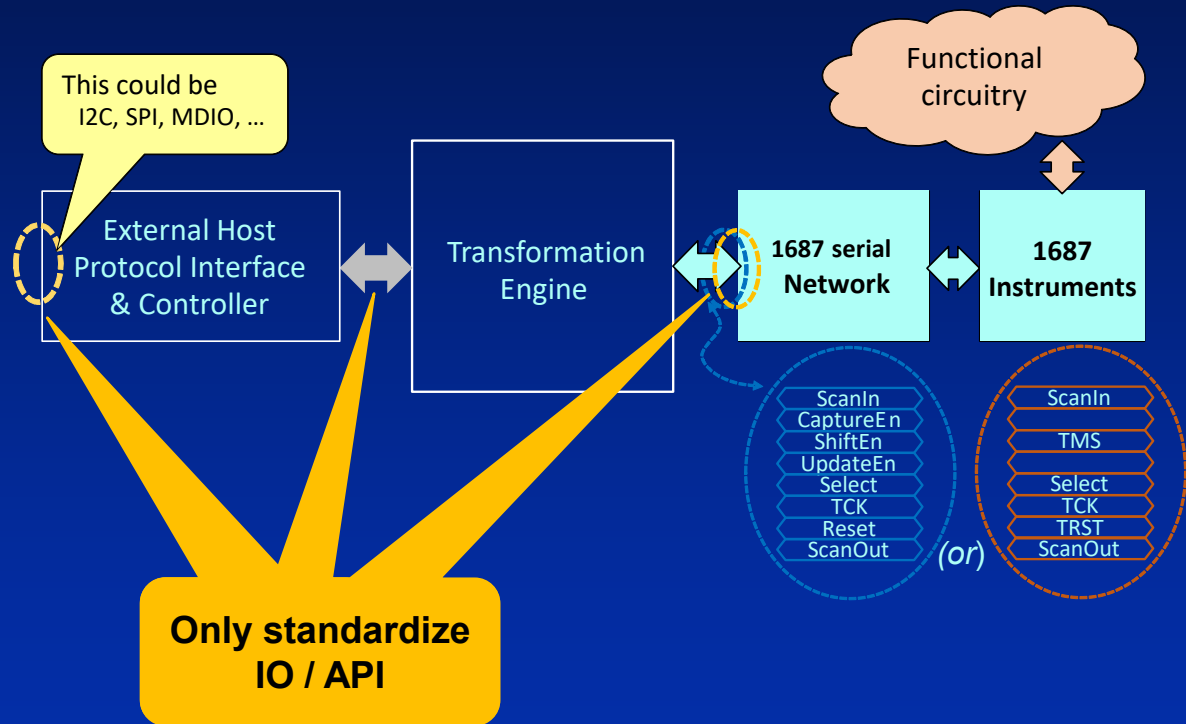 Functional
circuitry
This could be
I2C, SPI, MDIO, ...
External Host
Protocol Interface
& Controller
Transformation
Engine
1687 serial
Network
1687
Instruments
ScanIn
CaptureEn
ShiftEn
UpdateEn
Select
TCK
Reset
ScanOut
(or)
ScanIn
TMS
Select
TCK
TRST
ScanOut
Only standardize
IO / API